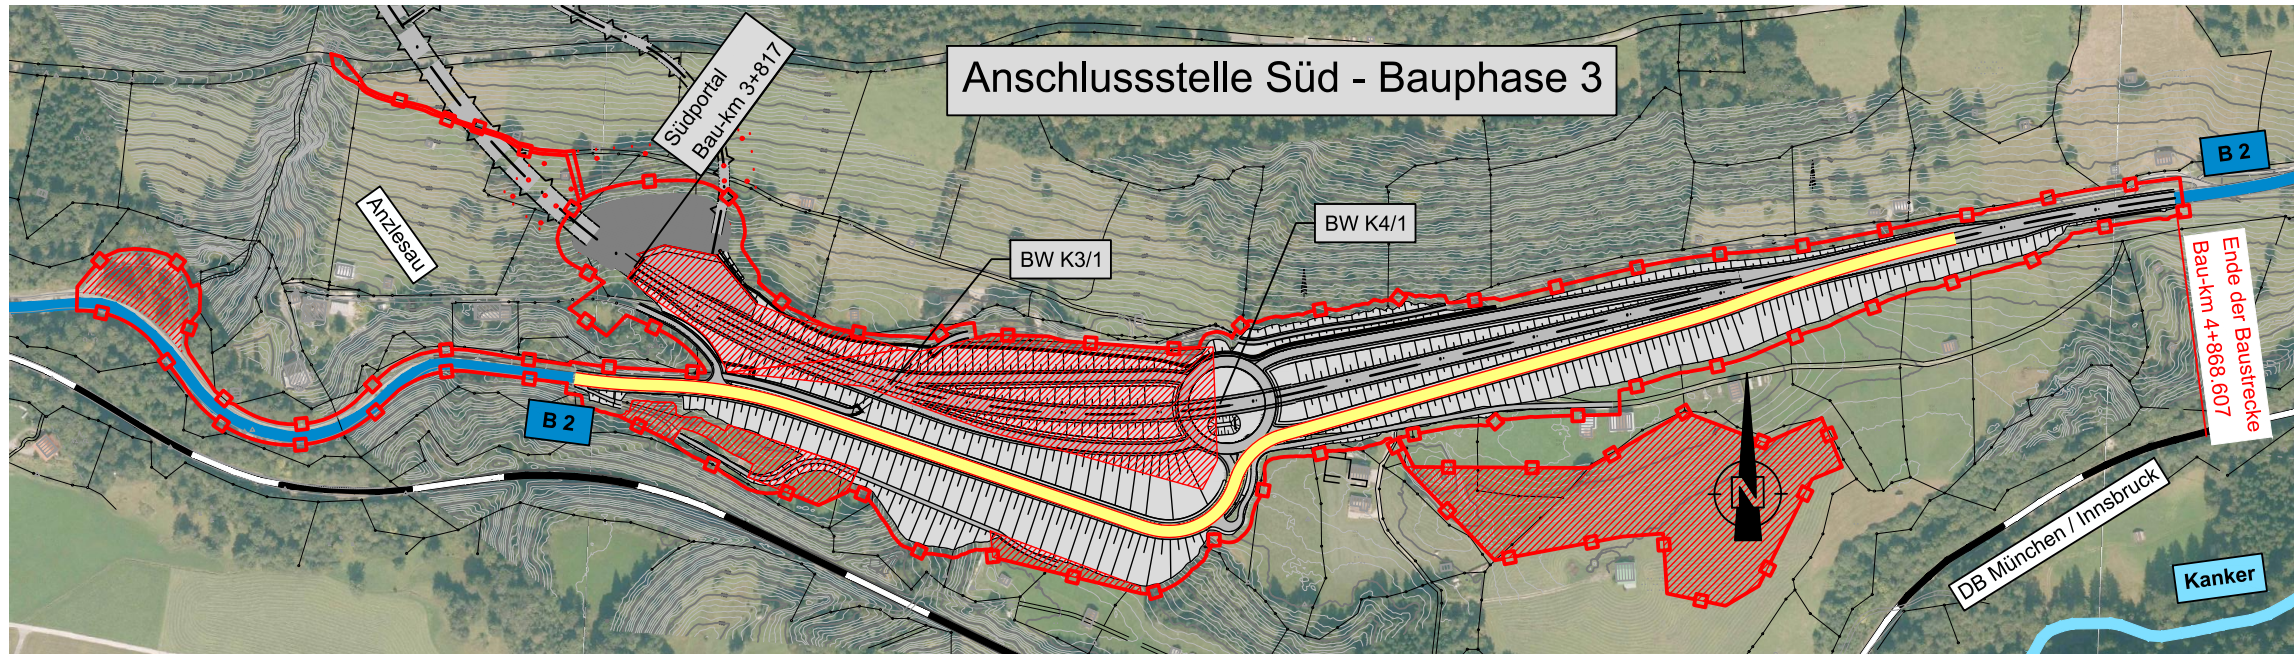 Anschlussstelle Süd - Bauphase 3
Südportal
Bau-km 3+817
B 2
Anzlesau
BW K4/1
BW K3/1
Ende der Baustrecke
Bau-km 4+868.607
B 2
N
DB München / Innsbruck
Kanker